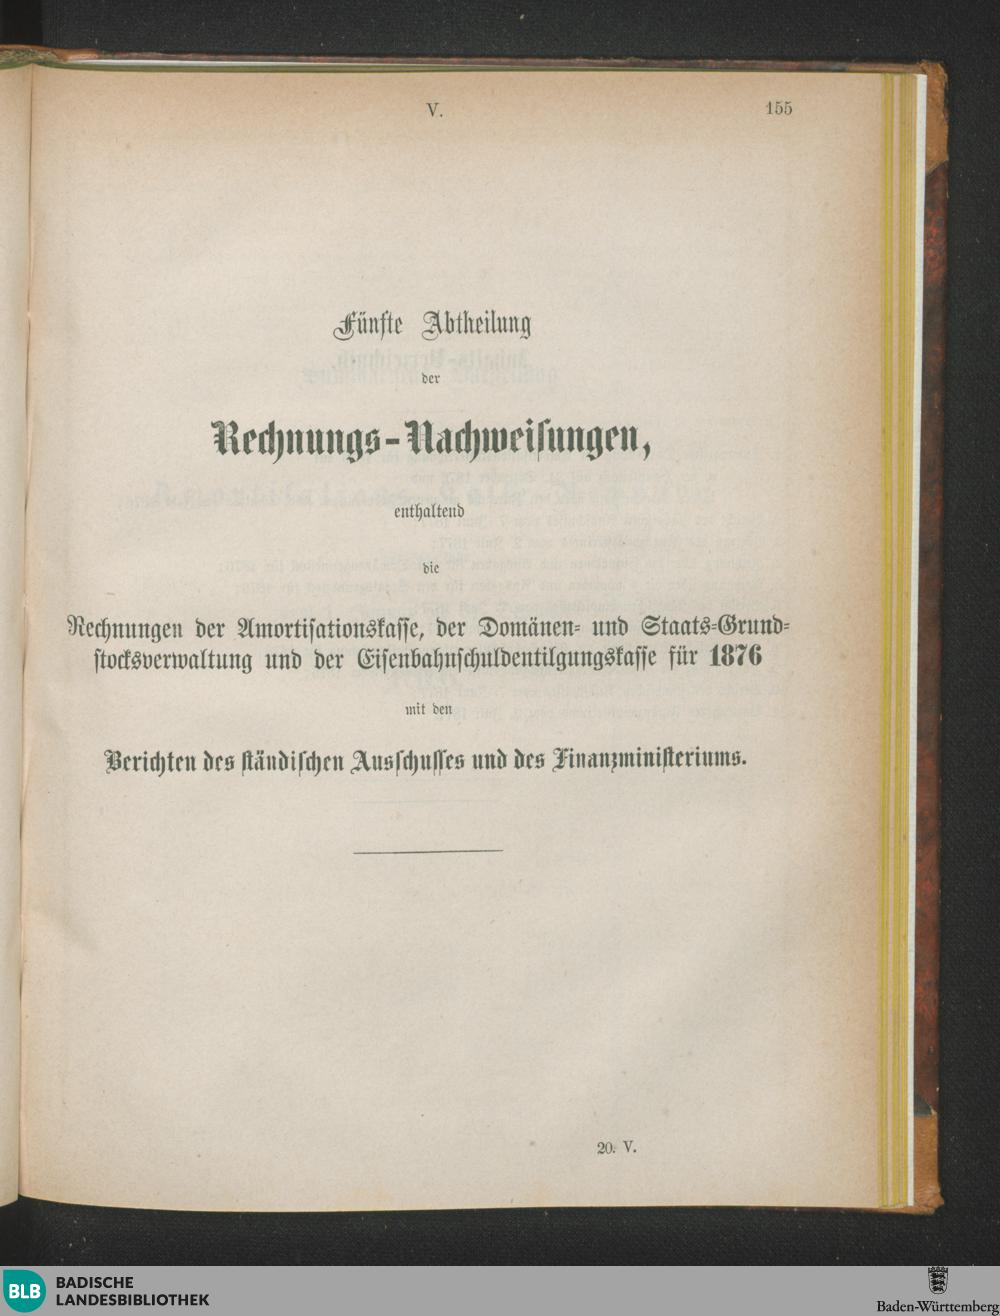 V.
155
Fünfte Abtheilung
der
Rechnungs-Nachweisungen,
enthaltend
die
Rechnungen der Amortisationskasse, der Domänen- und Staats-Grund-
stocksverwaltung und der Eisenbahnschuldentilgungskasse für 1876
mit den
Berichten des ständischen Ausschusses und des Finanzministeriums.
20. V.
BLB BADISCHE
LANDESBIBLIOTHEK
Baden-Württemberg